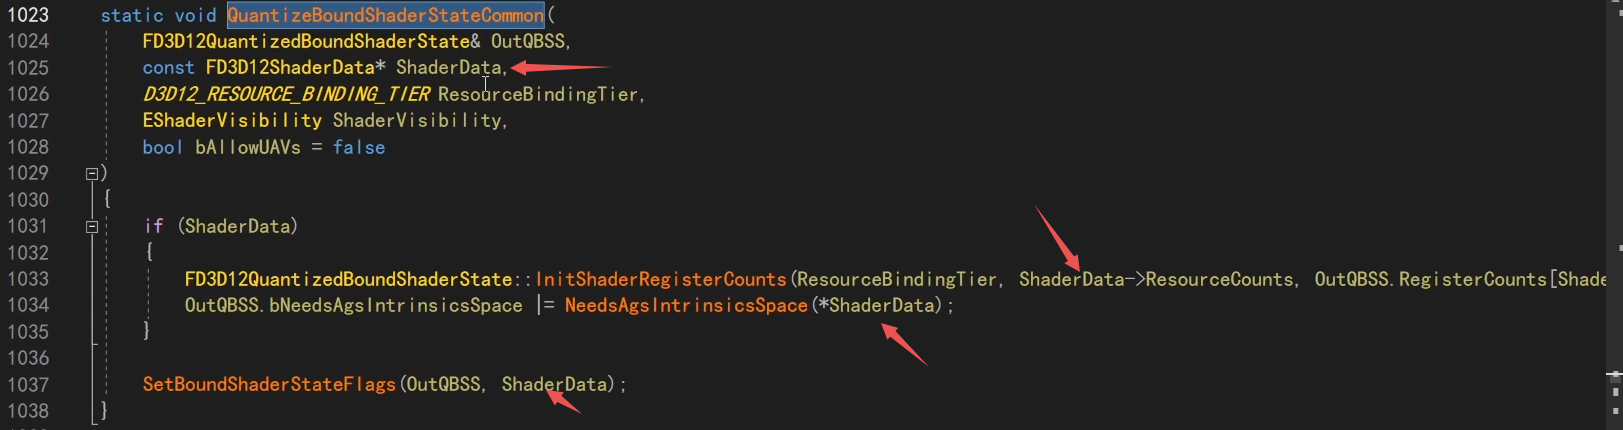 1023 static void QuantizeBoundShaderStateCommon(
1024 FD3D12QuantizedBoundShaderState& OutQBSS,
1025 const FD3D12ShaderData* ShaderData,
1026 D3D12_RESOURCE_BINDING_TIER ResourceBindingTier,
1027 EShaderVisibility ShaderVisibility,
1028 bool bAllowUAVs = false
1029 )
1030 {
1031 if (ShaderData)
1032 {
1033 FD3D12QuantizedBoundShaderState::InitShaderRegisterCounts(ResourceBindingTier, ShaderData->ResourceCounts, OutQBSS.RegisterCounts[Shade
1034 OutQBSS.bNeedsAgsIntrinsicsSpace |= NeedsAgsIntrinsicsSpace(*ShaderData);
1035 }
1036
1037 SetBoundShaderStateFlags(OutQBSS, ShaderData);
1038 }